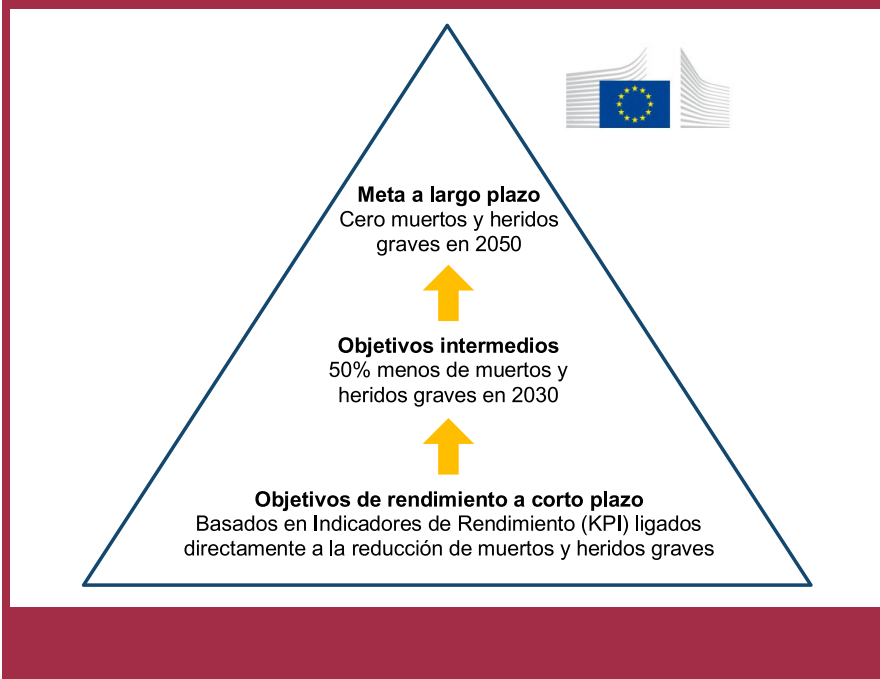 Meta a largo plazo
Cero muertos y heridos
graves en 2050
Objetivos intermedios
50% menos de muertos y
heridos graves en 2030
Objetivos de rendimiento a corto plazo
Basados en Indicadores de Rendimiento (KPI) ligados
directamente a la reducción de muertos y heridos graves